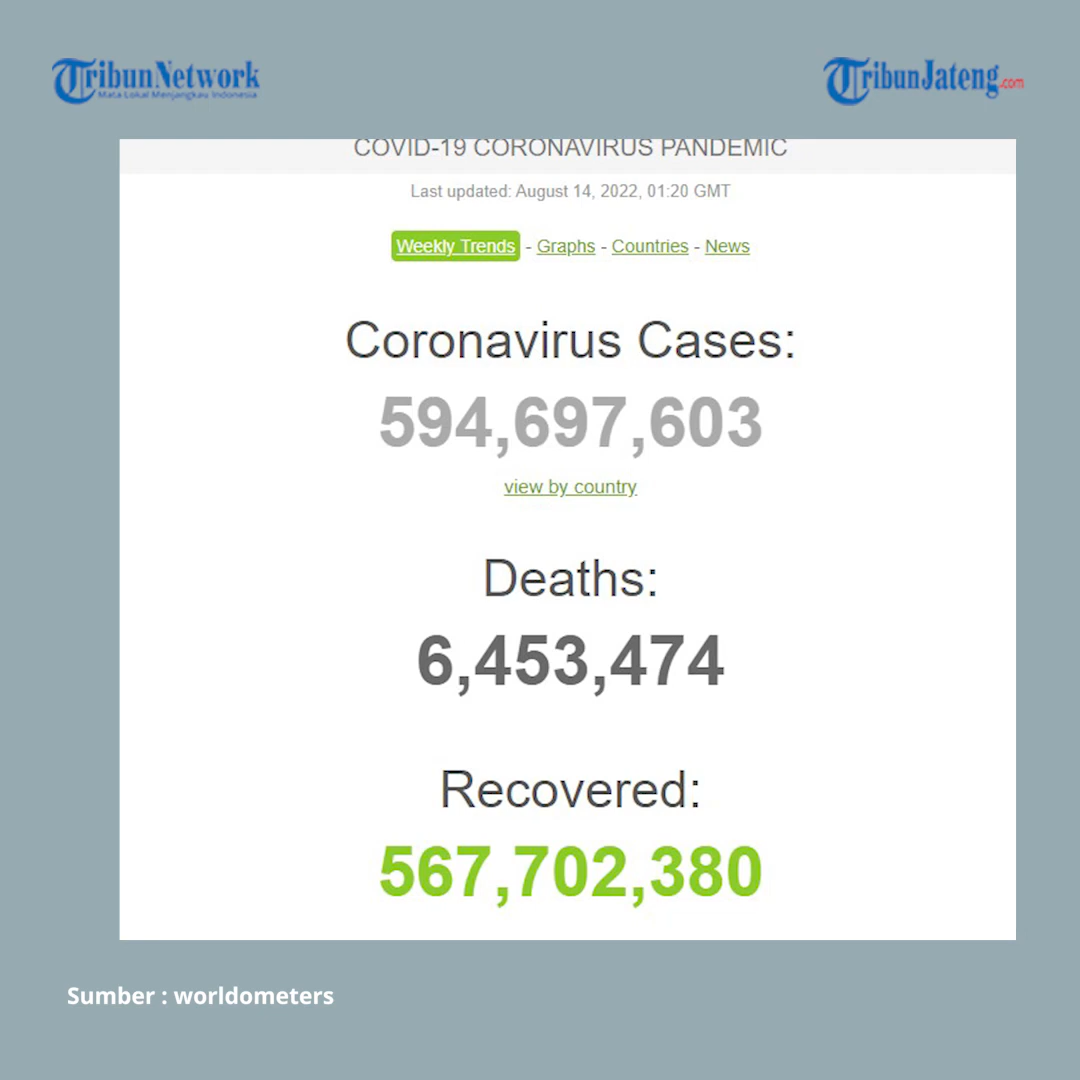 TribunNetwork
Mata Lokal Menjangkau Indonesia
TribunJateng.com
COVID-19 CORONAVIRUS PANDEMIC
Last updated: August 14, 2022, 01:20 GMT
Weekly Trends - Graphs - Countries - News
Coronavirus Cases:
594,697,603
view by country
Deaths:
6,453,474
Recovered:
567,702,380
Sumber : worldometers